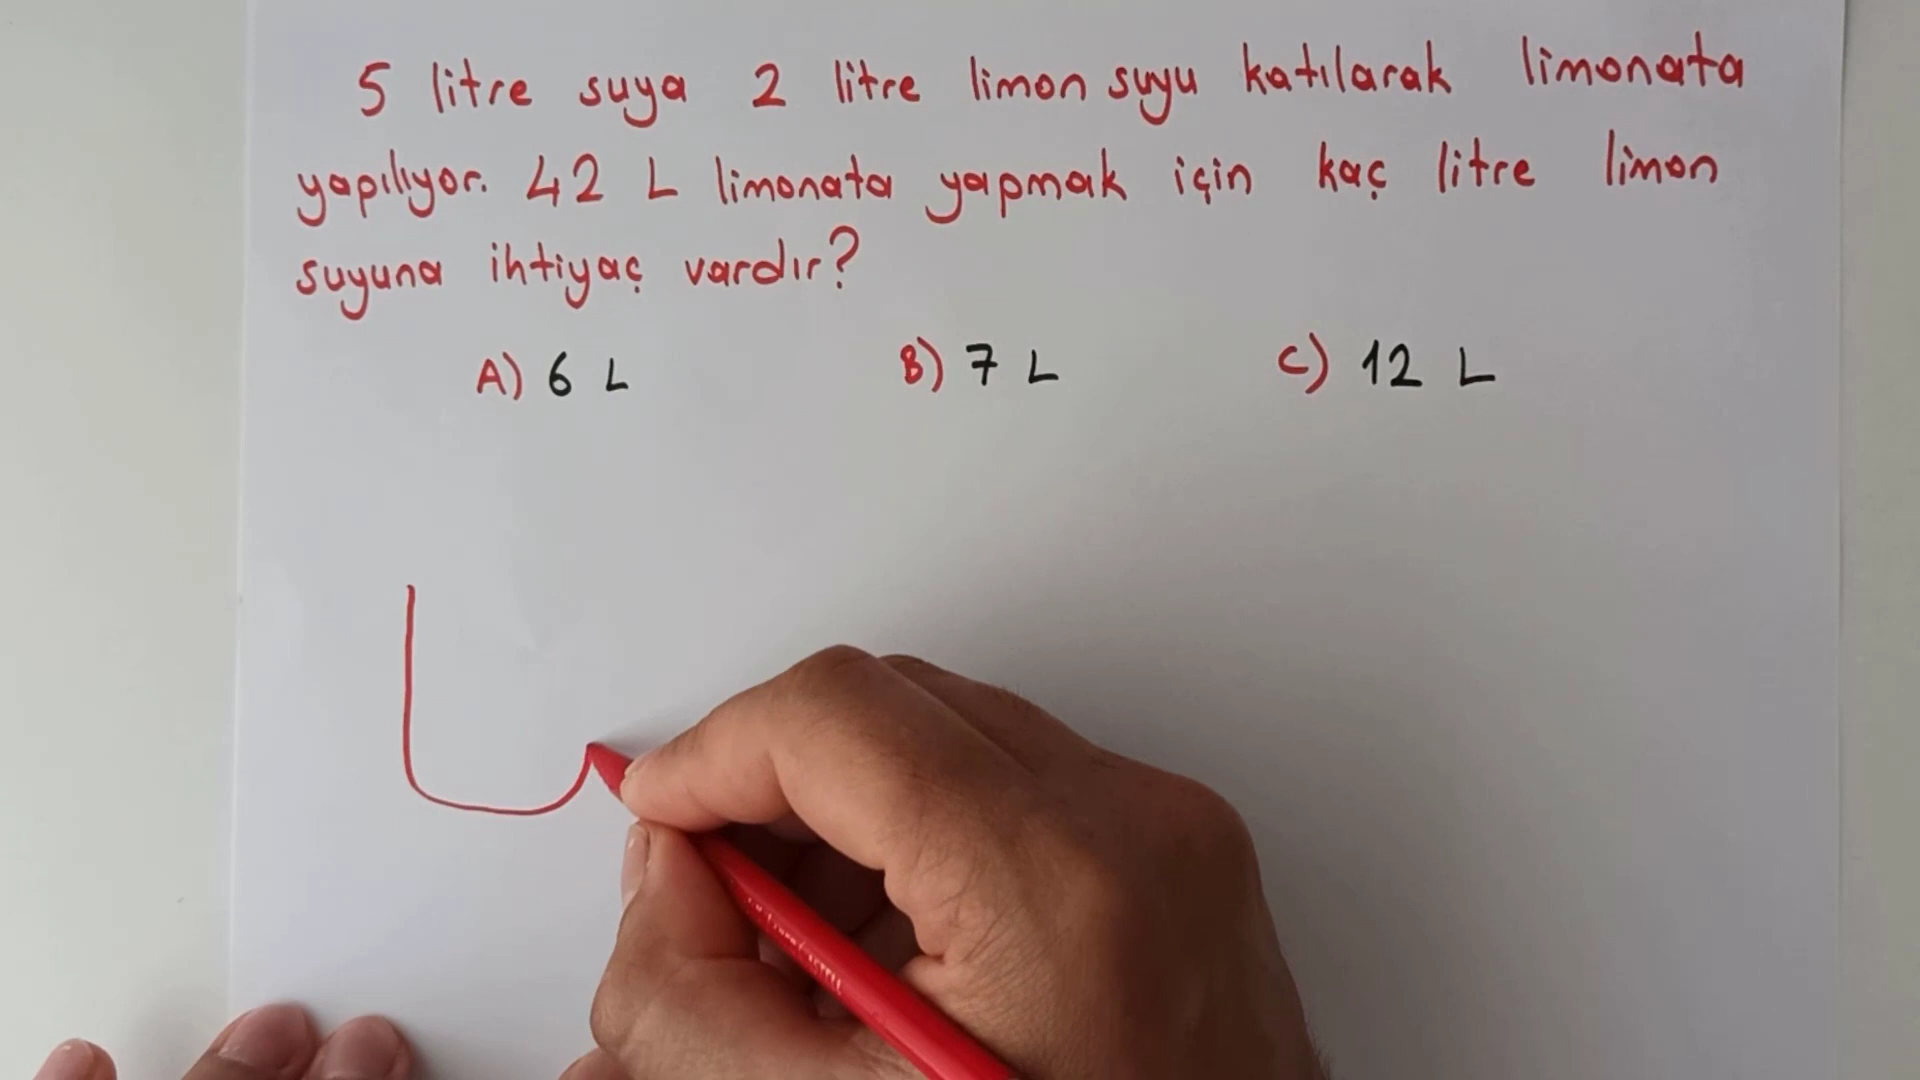 5 litre suya 2 litre limon suyu katılarak limonata
yapılıyor. 42 L limonata yapmak için kaç litre limon
suyuna ihtiyaç vardır?
A) 6 L B) 7 L C) 12 L